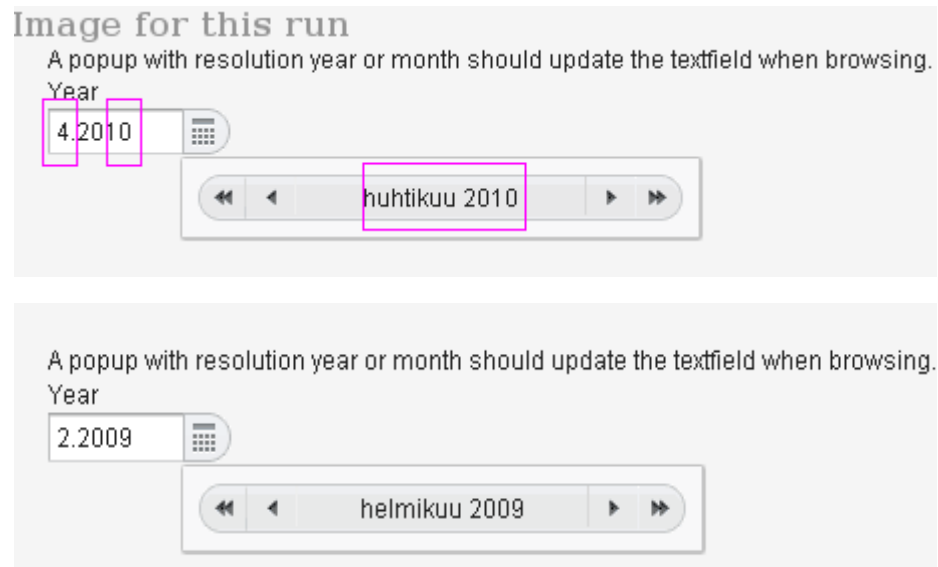 Image for this run
A popup with resolution year or month should update the textfield when browsing.
Year
4.2010
huhtikuu 2010
A popup with resolution year or month should update the textfield when browsing.
Year
2.2009
helmikuu 2009